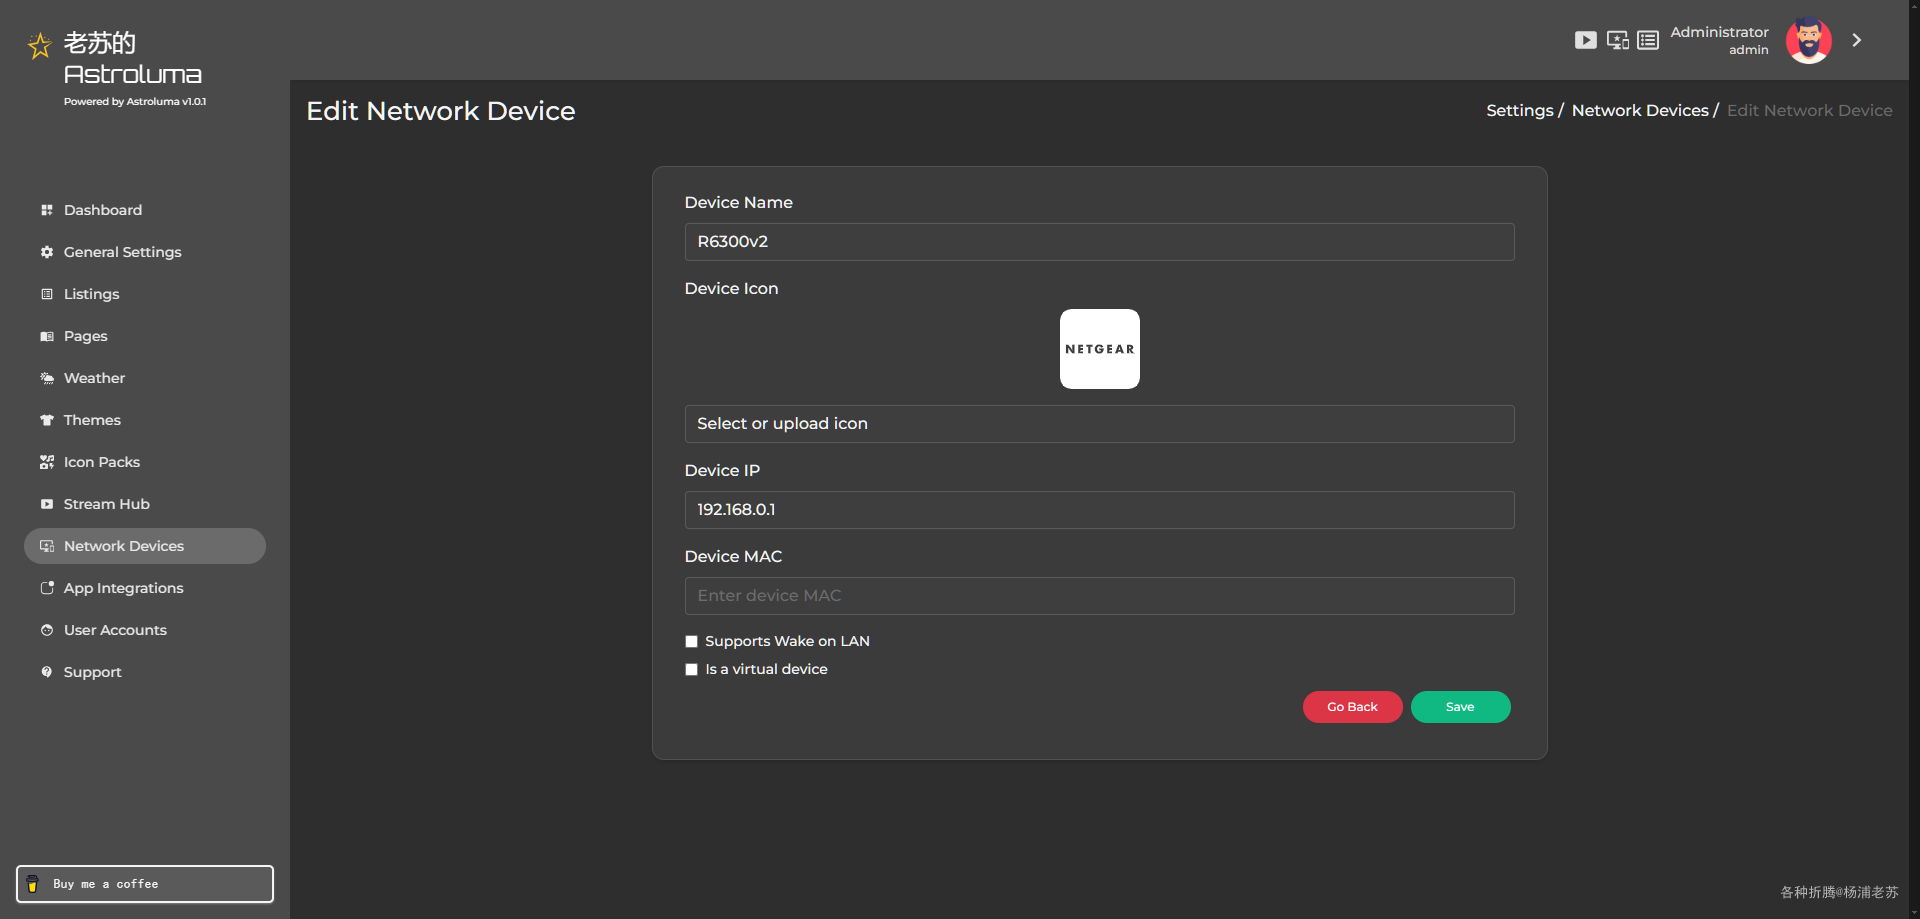 老苏的
Astroluma
Powered by Astroluma v1.0.1
Administrator
admin
Dashboard
General Settings
Listings
Pages
Weather
Themes
Icon Packs
Stream Hub
Network Devices
App Integrations
User Accounts
Support
Buy me a coffee
Edit Network Device
Settings / Network Devices / Edit Network Device
Device Name
R6300v2
Device Icon
NETGEAR
Select or upload icon
Device IP
192.168.0.1
Device MAC
Enter device MAC
Supports Wake on LAN
Is a virtual device
Go Back
Save
各种折腾@杨浦老苏